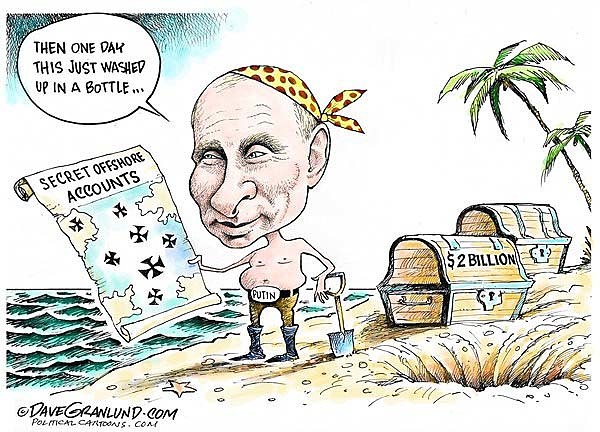 THEN ONE DAY
THIS JUST WASHED
UP IN A BOTTLE...
SECRET OFFSHORE
ACCOUNTS
$2 BILLION
PUTIN
©DAVEGRANLUND.COM
POLITICALCARTOONS.COM